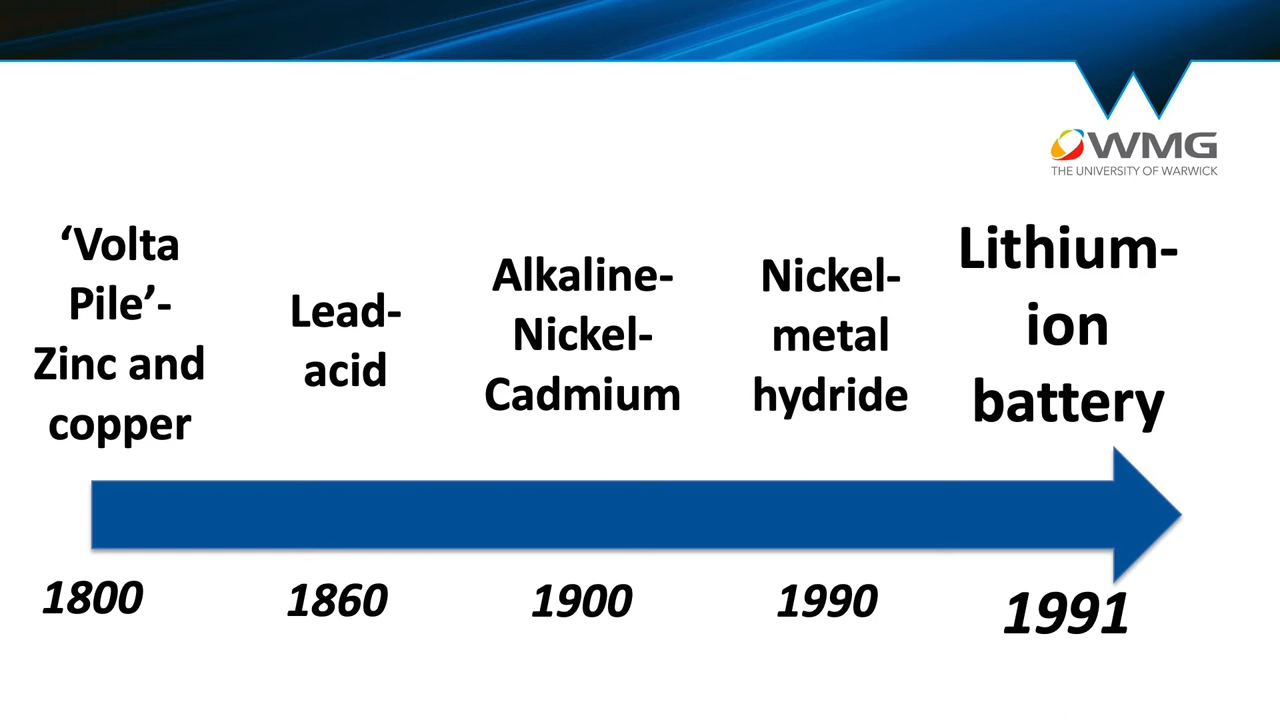 WMG
THE UNIVERSITY OF WARWICK
‘Volta
Pile’-
Zinc and
copper
Lead-
acid
Alkaline-
Nickel-
Cadmium
Nickel-
metal
hydride
Lithium-
ion
battery
1800
1860
1900
1990
1991